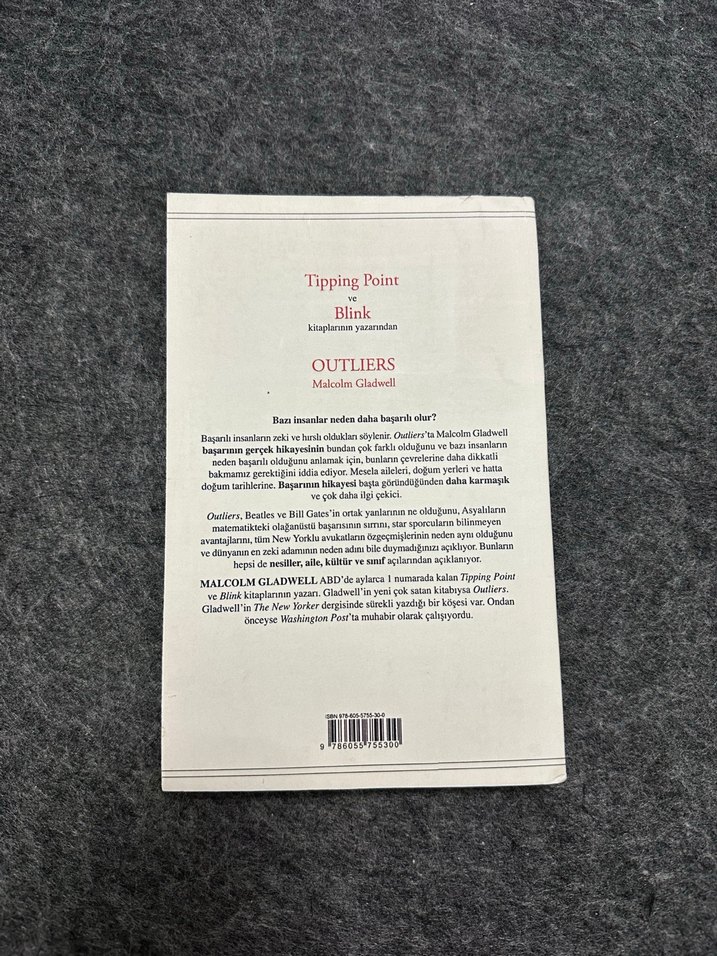 Tipping Point
ve
Blink
kitaplarının yazarından
OUTLIERS
Malcolm Gladwell
Bazı insanlar neden daha başarılı olur?
Başarılı insanların zeki ve hırslı oldukları söylenir. Outliers'ta Malcolm Gladwell
başarının gerçek hikayesinin bundan çok farklı olduğunu ve bazı insanların
neden başarılı olduğunu anlamak için, bunların çevrelerine daha dikkatli
bakmamız gerektiğini iddia ediyor. Mesela aileleri, doğum yerleri ve hatta
doğum tarihlerine. Başarının hikayesi başta göründüğünden daha karmaşık
ve çok daha ilgi çekici.
Outliers, Beatles ve Bill Gates'in ortak yanlarının ne olduğunu, Asyalıların
matematikteki olağanüstü başarısının sırrını, star sporcuların bilinmeyen
avantajlarını, tüm New Yorklu avukatların özgeçmişlerinin neden aynı olduğunu
ve dünyanın en zeki adamının neden adını bile duymadığınızı açıklıyor. Bunların
hepsi de nesiller, aile, kültür ve sınıf açılarından açıklanıyor.
MALCOLM GLADWELL ABD'de aylarca 1 numarada kalan Tipping Point
ve Blink kitaplarının yazarı. Gladwell'in yeni çok satan kitabıysa Outliers.
Gladwell'in The New Yorker dergisinde sürekli yazdığı bir köşesi var. Ondan
önceyse Washington Post'ta muhabir olarak çalışıyordu.
ISBN 978-605-5755-30-0
9 786055 755300